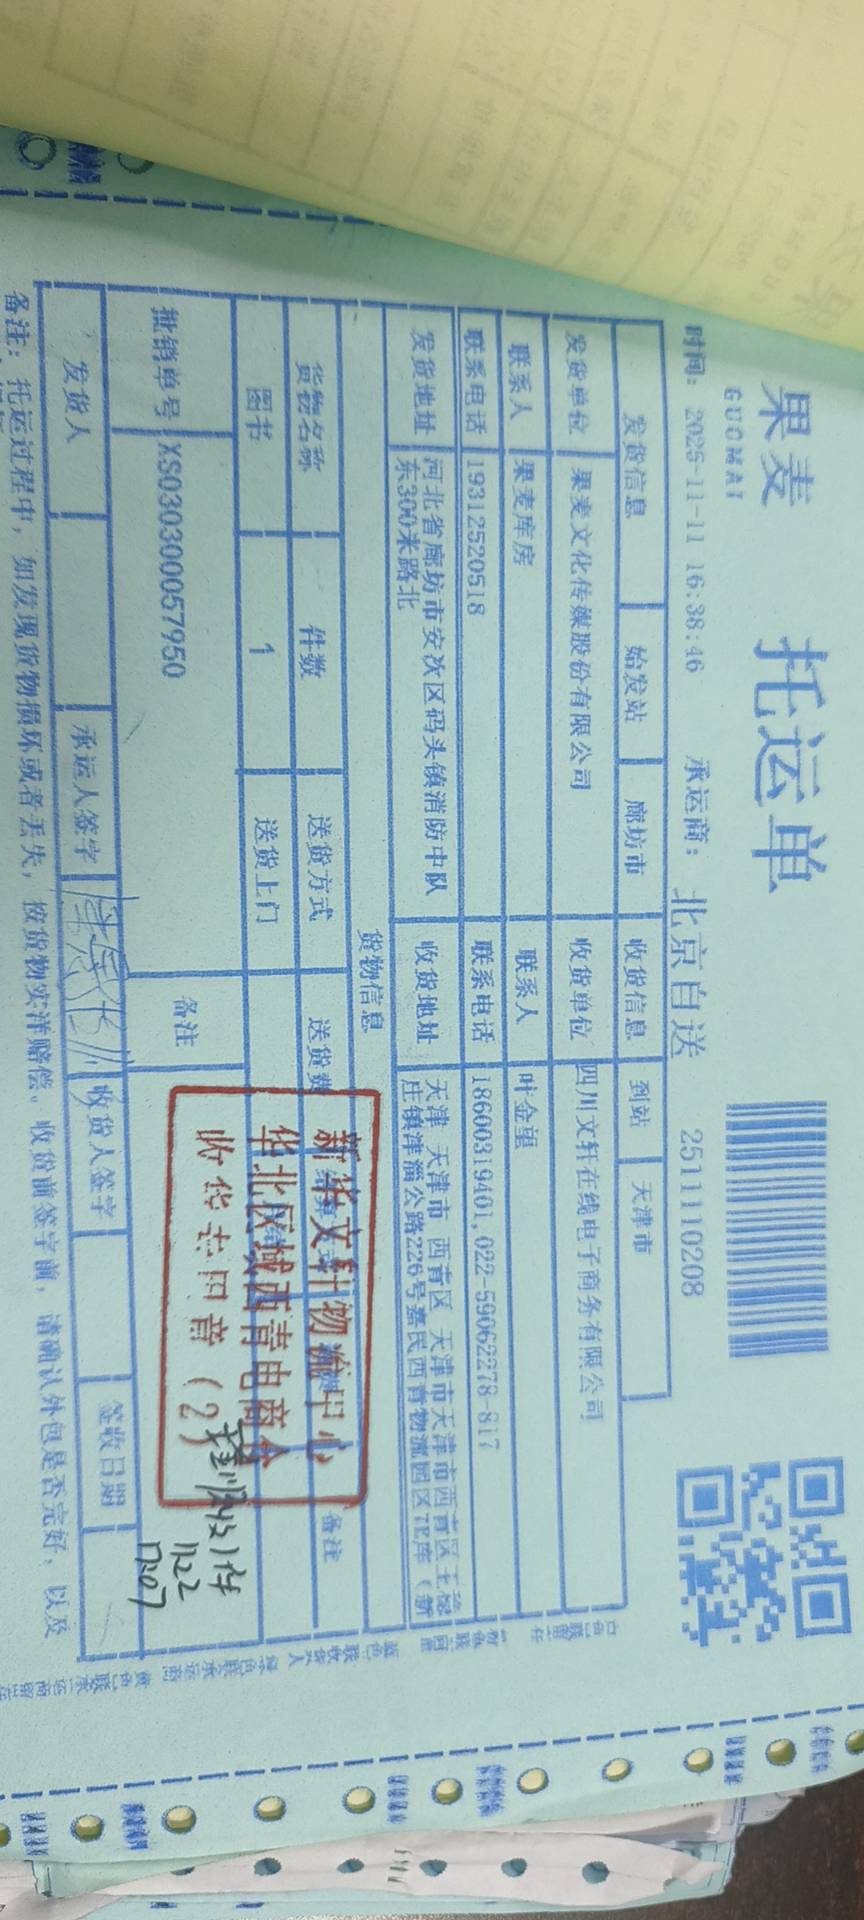 果麦
GUOMAI
托运单
时间: 2025-11-11 16:38:46 承运商: 北京自送 2511110208
发货信息 始发站 廊坊市 收货信息 到站 天津市
发货单位 果麦文化传媒股份有限公司 收货单位 四川文轩在线电子商务有限公司
联系人 果麦库房 联系人 叶金望
联系电话 19312520518 联系电话 18600319401,022-59062278-817
发货地址 河北省廊坊市安次区码头镇消防中队
东300米路北
收货地址 天津 天津市 西青区 天津市天津市西青区王稳
庄镇津淄公路226号嘉民西青物流园区7E库（新
货物信息
货物名称 件数 送货方式 送货费 备注
图书 1 送货上门
批销单号 XS030300057950 备注
新华文轩物流中心
华北区域西青电商仓
收货专用章（2）
收1件
11.22
17:07
发货人 承运人签字 收货人签字 签收日期
备注: 托运过程中, 如发现货物损坏或者丢失, 按货物实洋赔偿。收货前签字前, 请确认外包是否完好, 以及